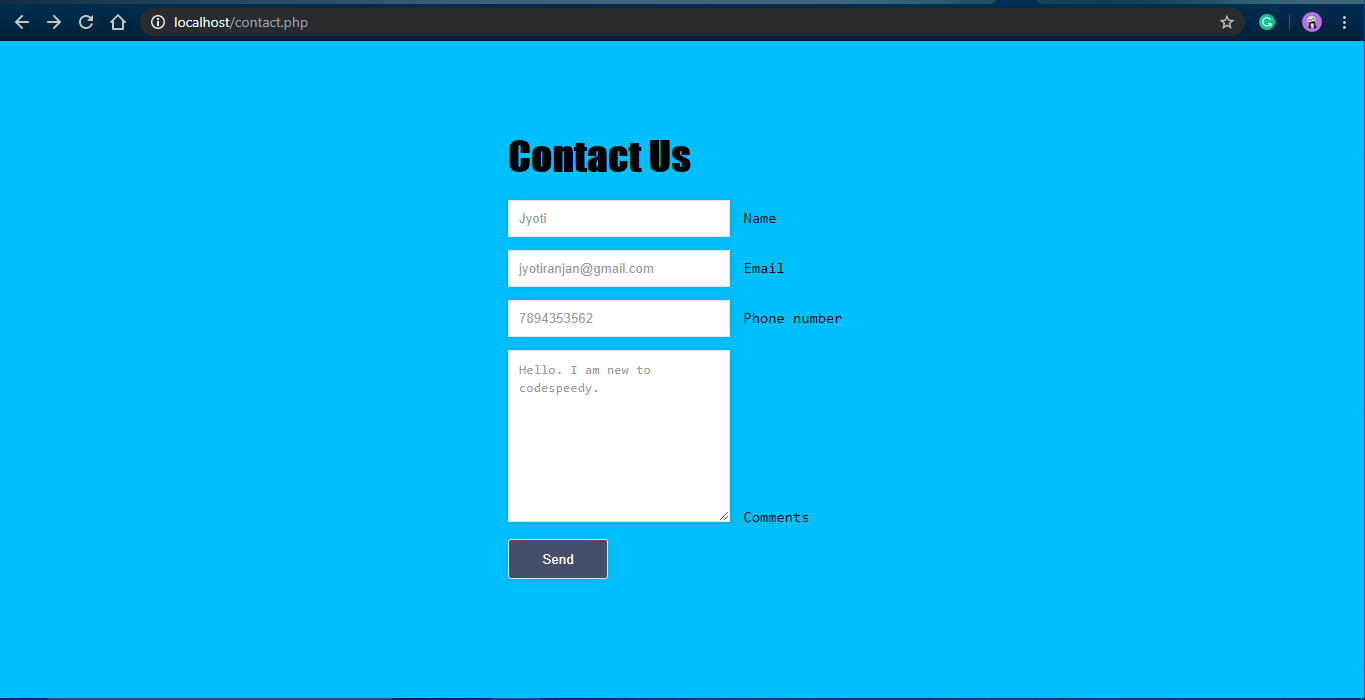 localhost/contact.php
Contact Us
Jyoti Name
jyotiranjan@gmail.com Email
7894353562 Phone number
Hello. I am new to
codespeedy.
Comments
Send